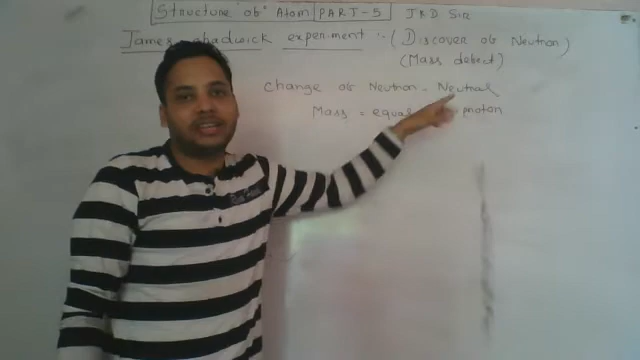 Structure of Atom PART-5 JRD Sir
James chadwick experiment :- ( Discover of Neutron)
(Mass defect)
Charge of Neutron - Neutral
Mass = equal proton